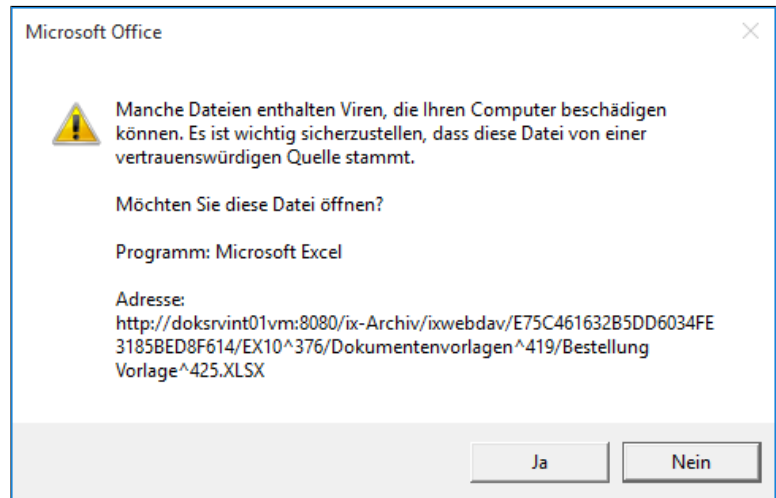 Microsoft Office
Manche Dateien enthalten Viren, die Ihren Computer beschädigen
können. Es ist wichtig sicherzustellen, dass diese Datei von einer
vertrauenswürdigen Quelle stammt.
Möchten Sie diese Datei öffnen?
Programm: Microsoft Excel
Adresse:
http://doksrvint01vm:8080/ix-Archiv/ixwebdav/E75C461632B5DD6034FE
3185BED8F614/EX10^376/Dokumentenvorlagen^419/Bestellung
Vorlage^425.XLSX
Ja
Nein